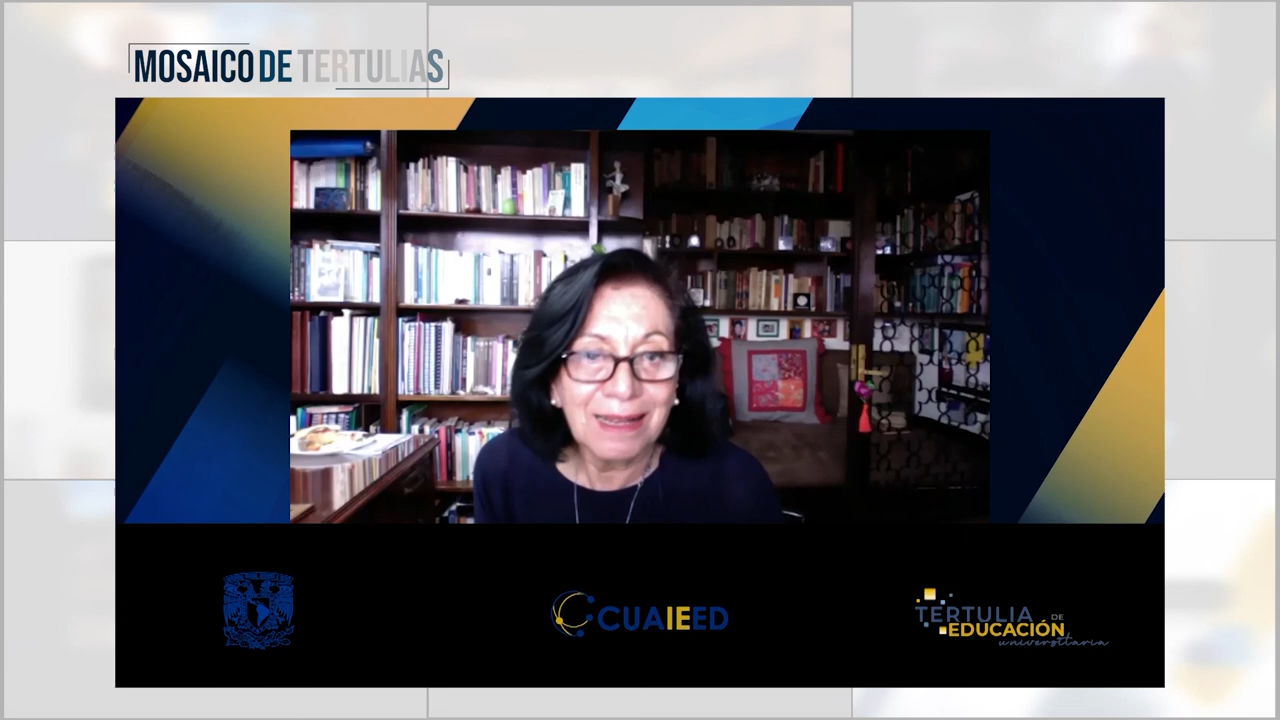 MOSAICO DE TERTULIAS
CUAIEED
TERTULIA DE
EDUCACIÓN
universitaria